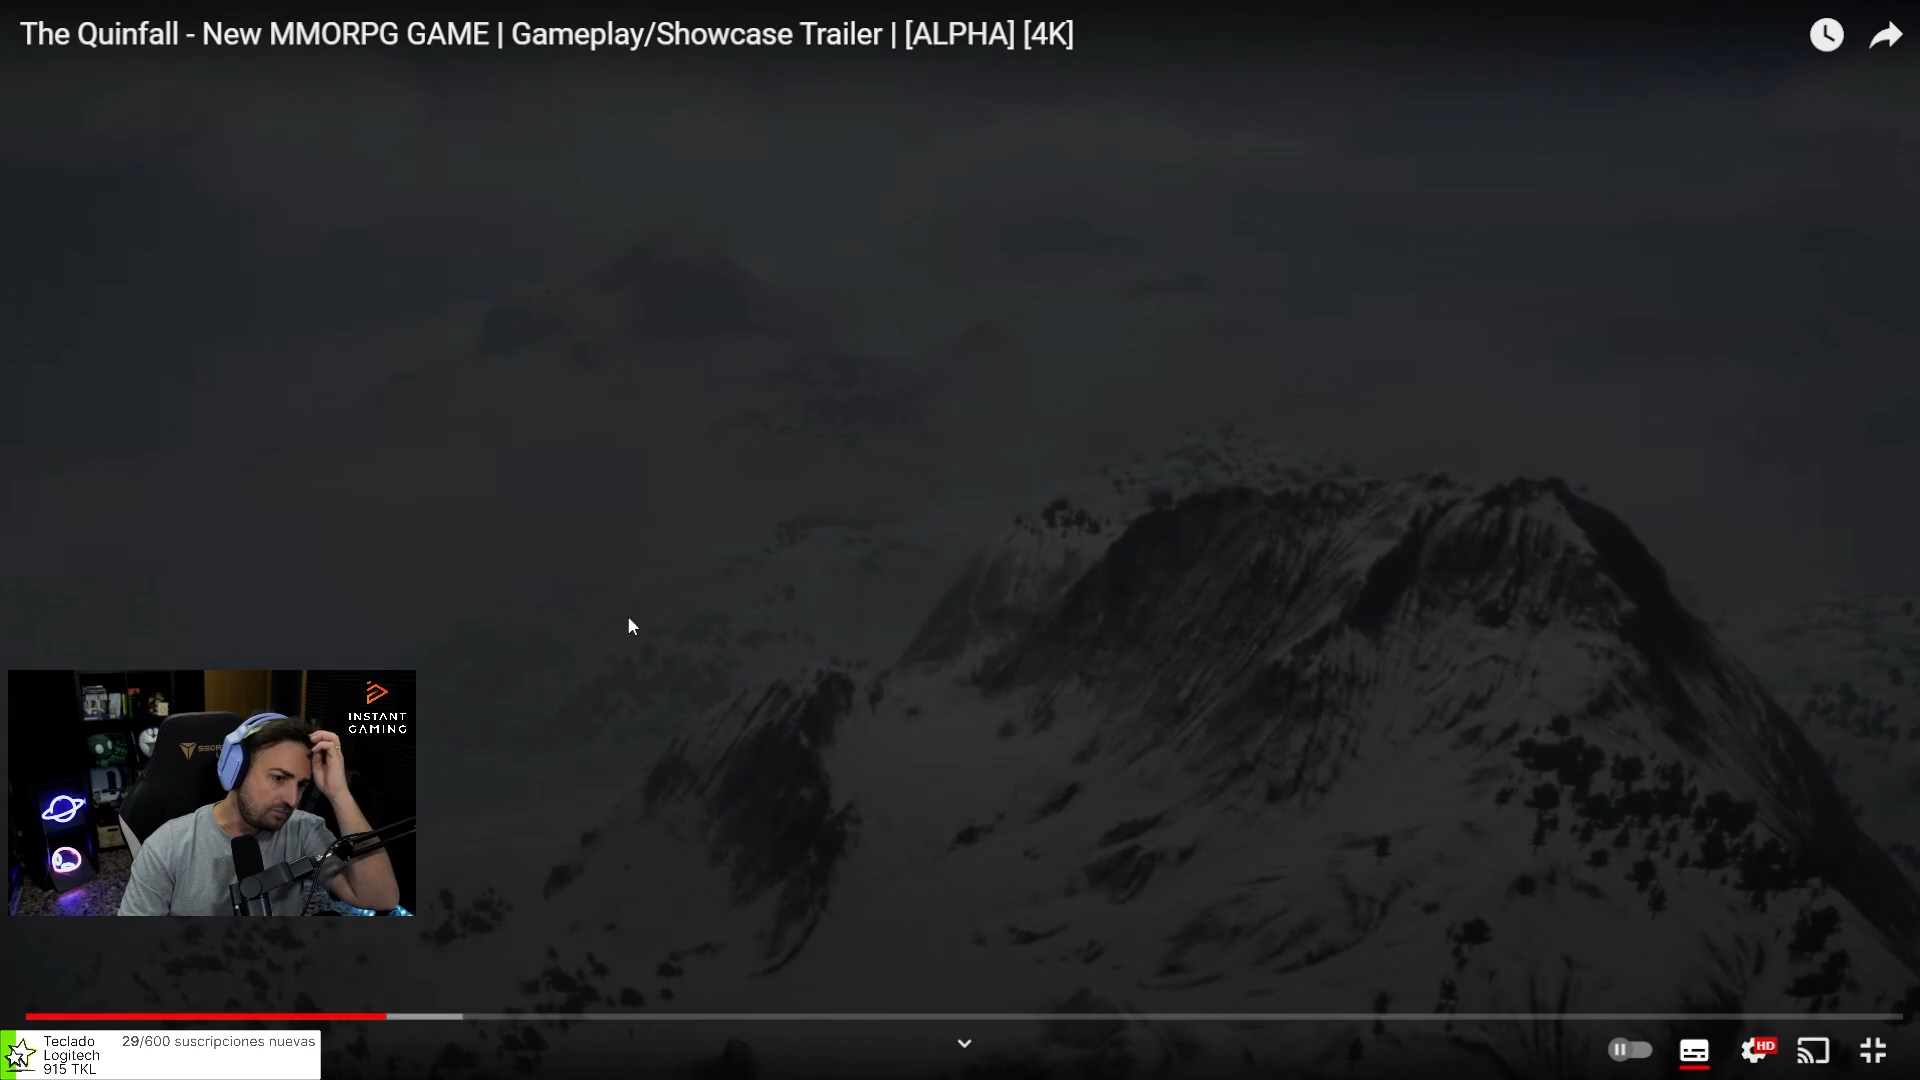 The Quinfall - New MMORPG GAME | Gameplay/Showcase Trailer | [ALPHA] [4K]
INSTANT
GAMING
Teclado
Logitech
915 TKL
29/600 suscripciones nuevas
HD